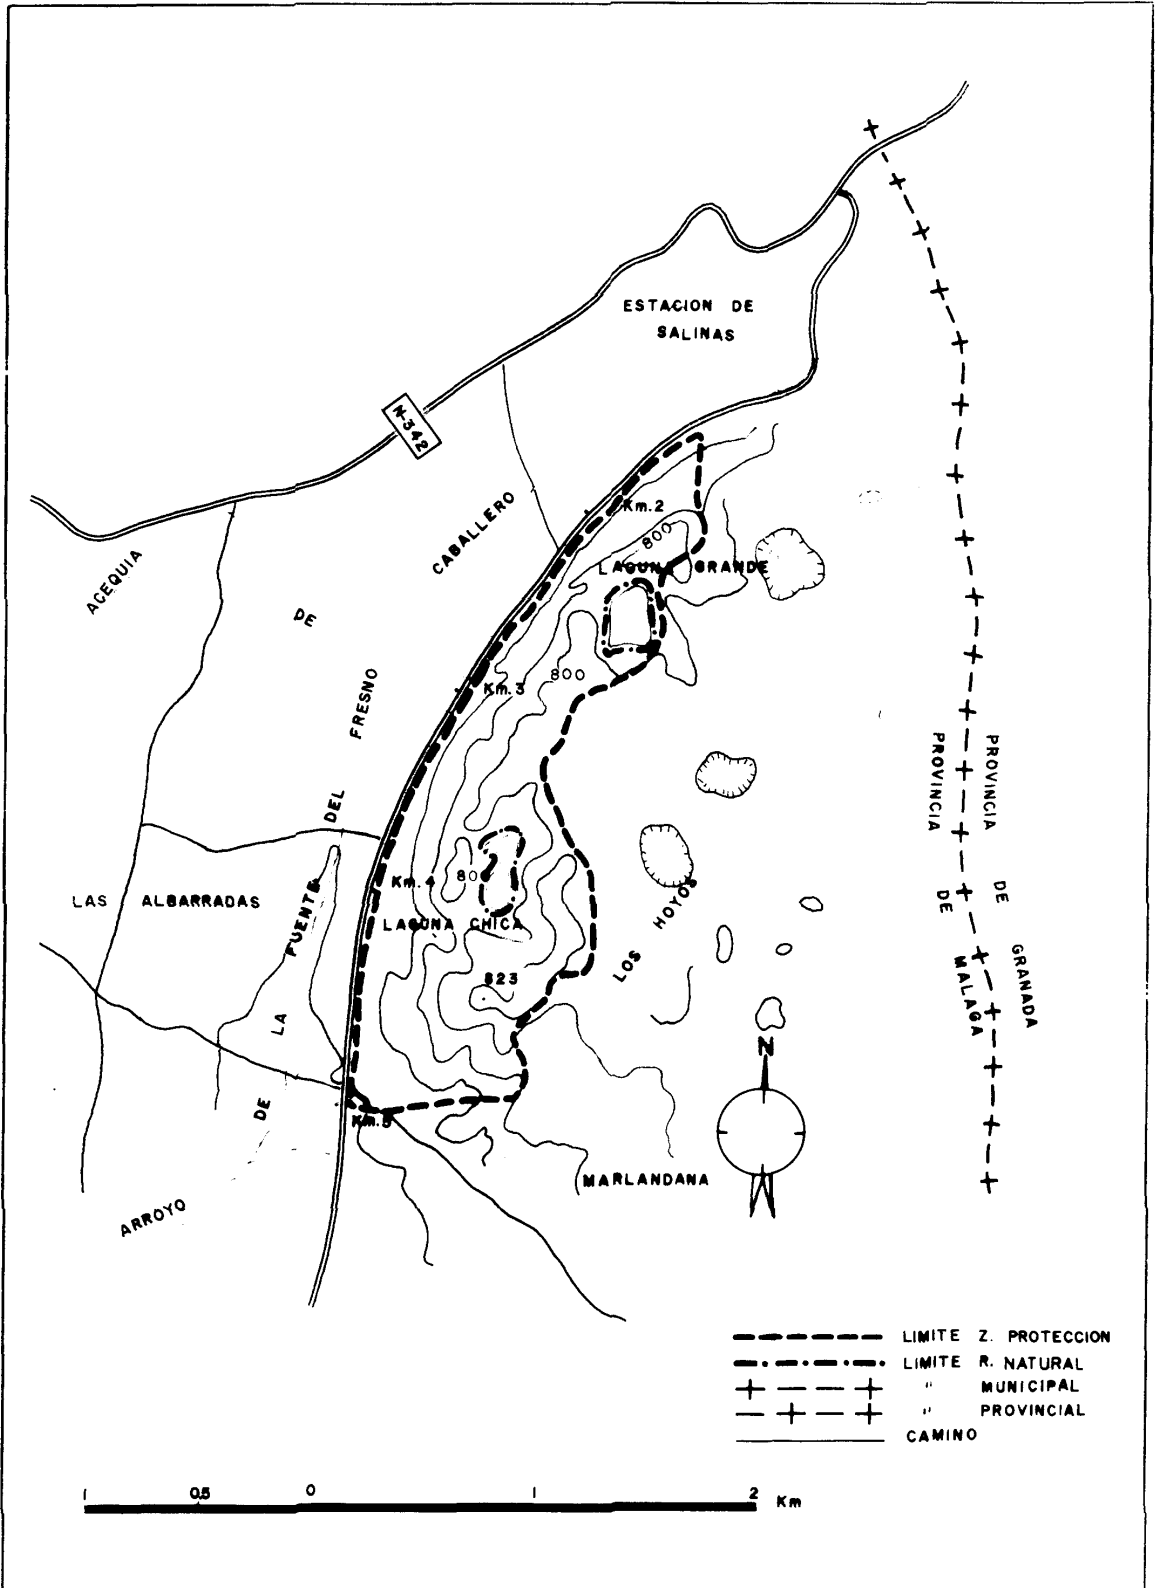 ESTACION DE
SALINAS
N-342
ACEQUIA
DE
CABALLERO
Km.2
800
LAGUNA GRANDE
800
Km.3
FRESNO
DEL
FUENTE
LA
DE
ARROYO
LAS ALBARRADAS
Km.4
80
LAGUNA CHICA
823
LOS HOYOS
PROVINCIA DE GRANADA
PROVINCIA DE MALAGA
N
Km.5
MARLANDANA
LIMITE Z. PROTECCION
LIMITE R. NATURAL
" MUNICIPAL
" PROVINCIAL
CAMINO
1 0.5 0 1 2 Km